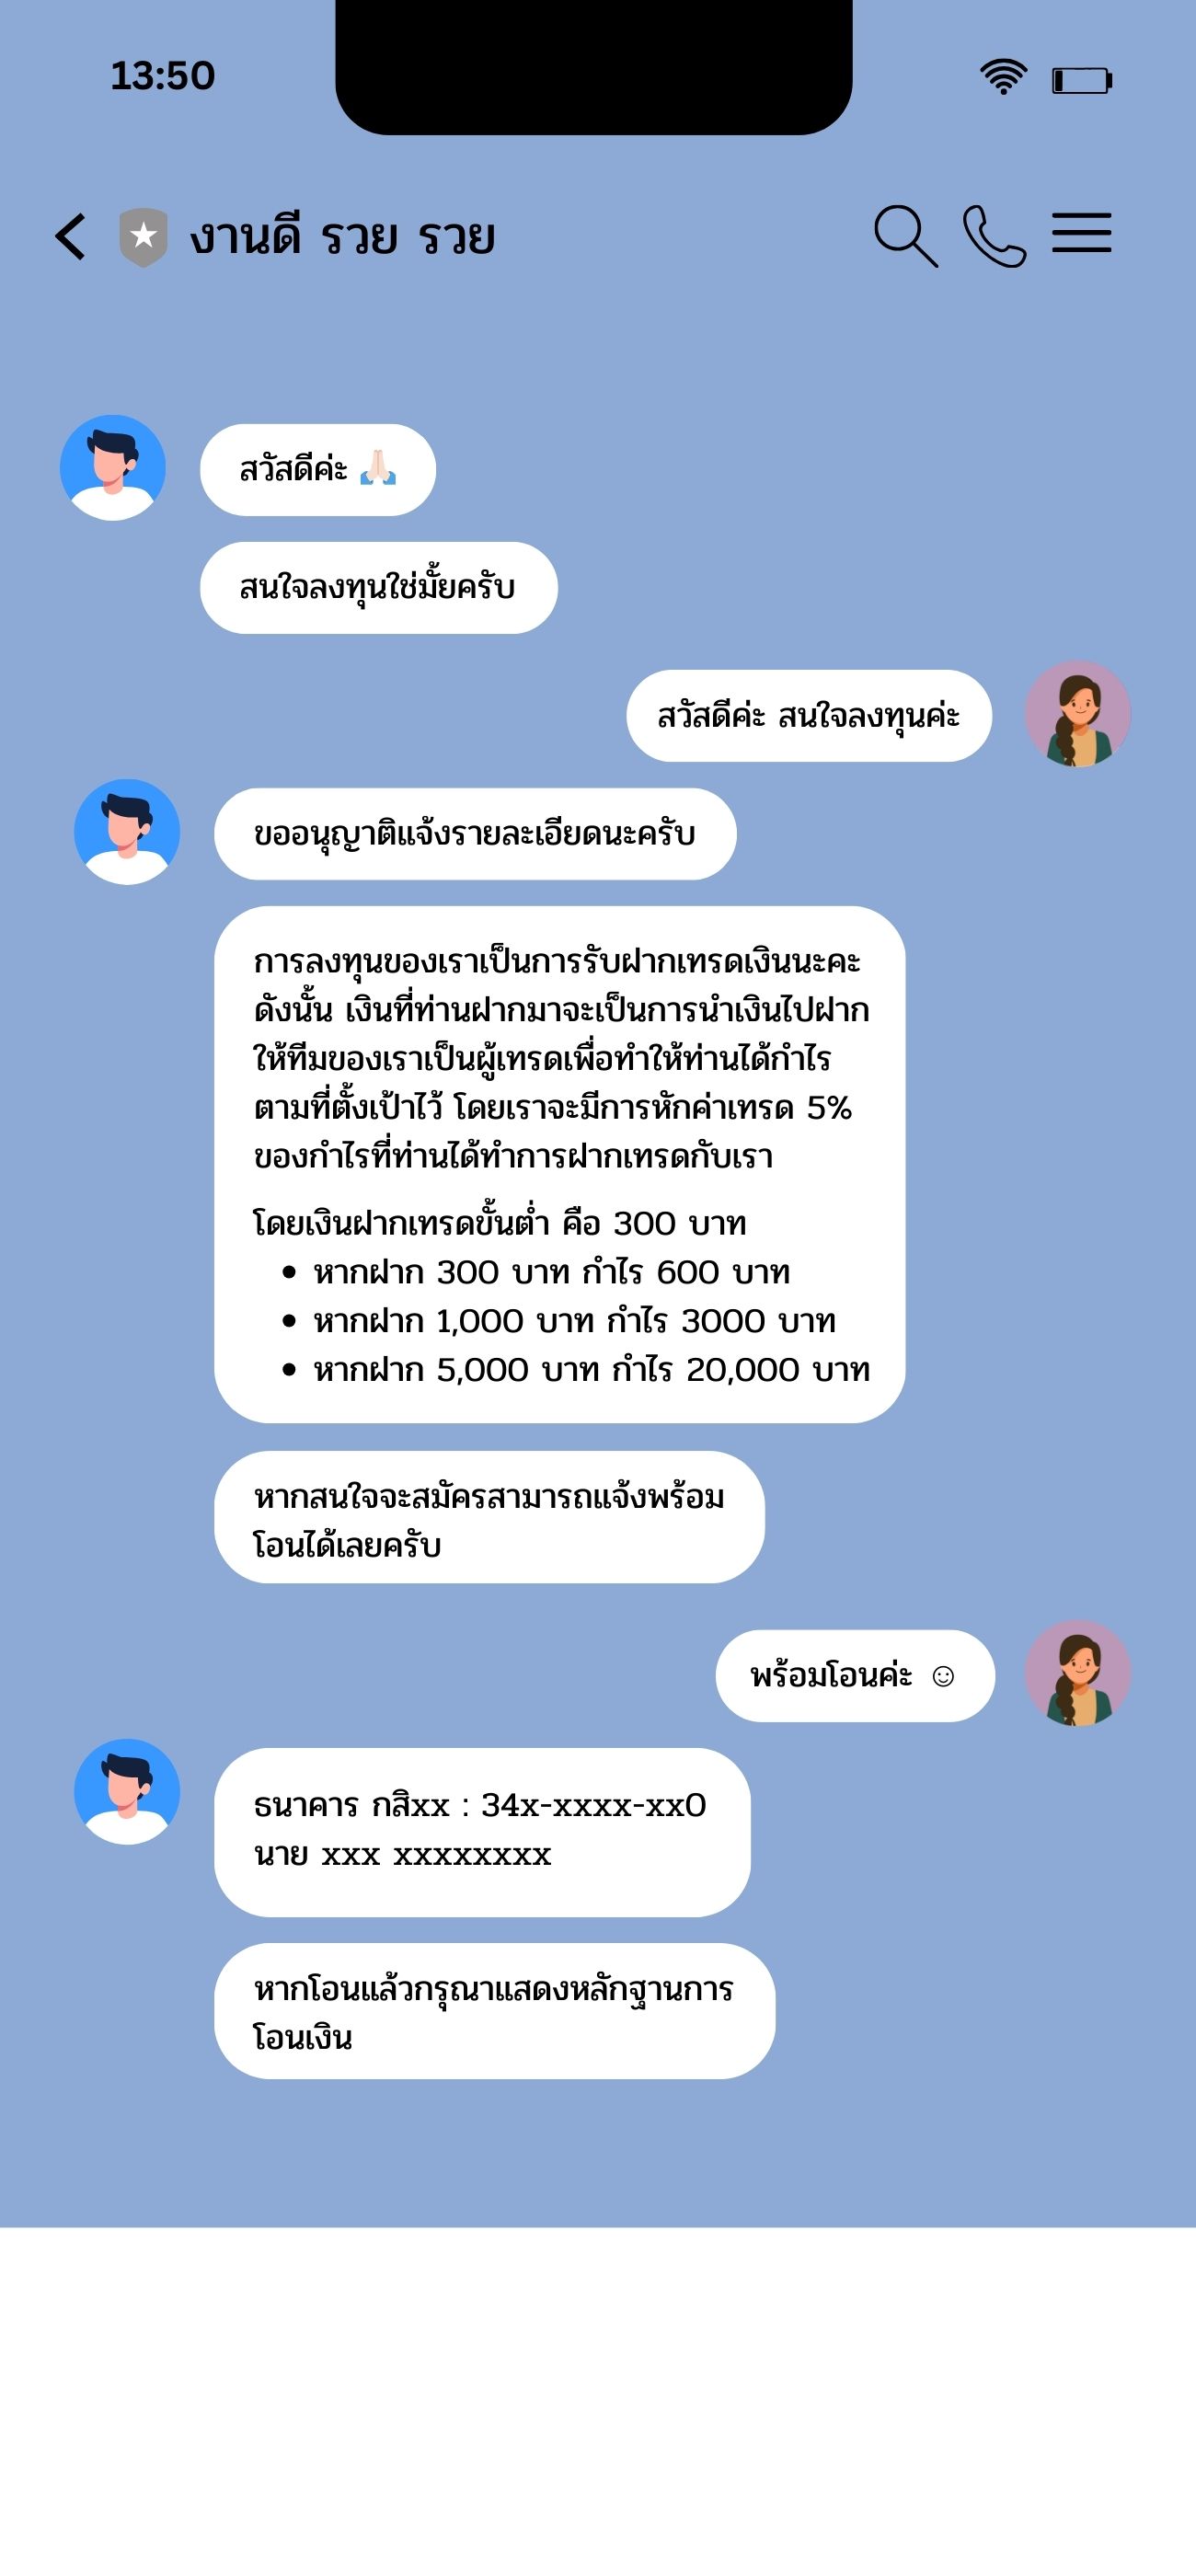 13:50
งานดี รวย รวย
สวัสดีค่ะ 🙏🏻
สนใจลงทุนใช่มั้ยครับ
สวัสดีค่ะ สนใจลงทุนค่ะ
ขออนุญาติแจ้งรายละเอียดนะครับ
การลงทุนของเราเป็นการรับฝากเทรดเงินนะคะ
ดังนั้น เงินที่ท่านฝากมาจะเป็นการนำเงินไปฝาก
ให้ทีมของเราเป็นผู้เทรดเพื่อทำให้ท่านได้กำไร
ตามที่ตั้งเป้าไว้ โดยเราจะมีการหักค่าเทรด 5%
ของกำไรที่ท่านได้ทำการฝากเทรดกับเรา
โดยเงินฝากเทรดขั้นต่ำ คือ 300 บาท
• หากฝาก 300 บาท กำไร 600 บาท
• หากฝาก 1,000 บาท กำไร 3000 บาท
• หากฝาก 5,000 บาท กำไร 20,000 บาท
หากสนใจจะสมัครสามารถแจ้งพร้อม
โอนได้เลยครับ
พร้อมโอนค่ะ ☺
ธนาคาร กสิxx : 34x-xxxx-xx0
นาย xxx xxxxxxxx
หากโอนแล้วกรุณาแสดงหลักฐานการ
โอนเงิน